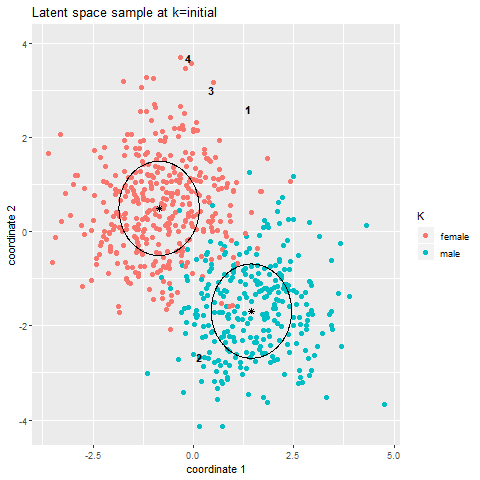 Latent space sample at k=initial
4
4
3
1
2
K
female
male
2
0
-2
2
-4
-2.5
0.0
2.5
5.0
coordinate 1
coordinate 2